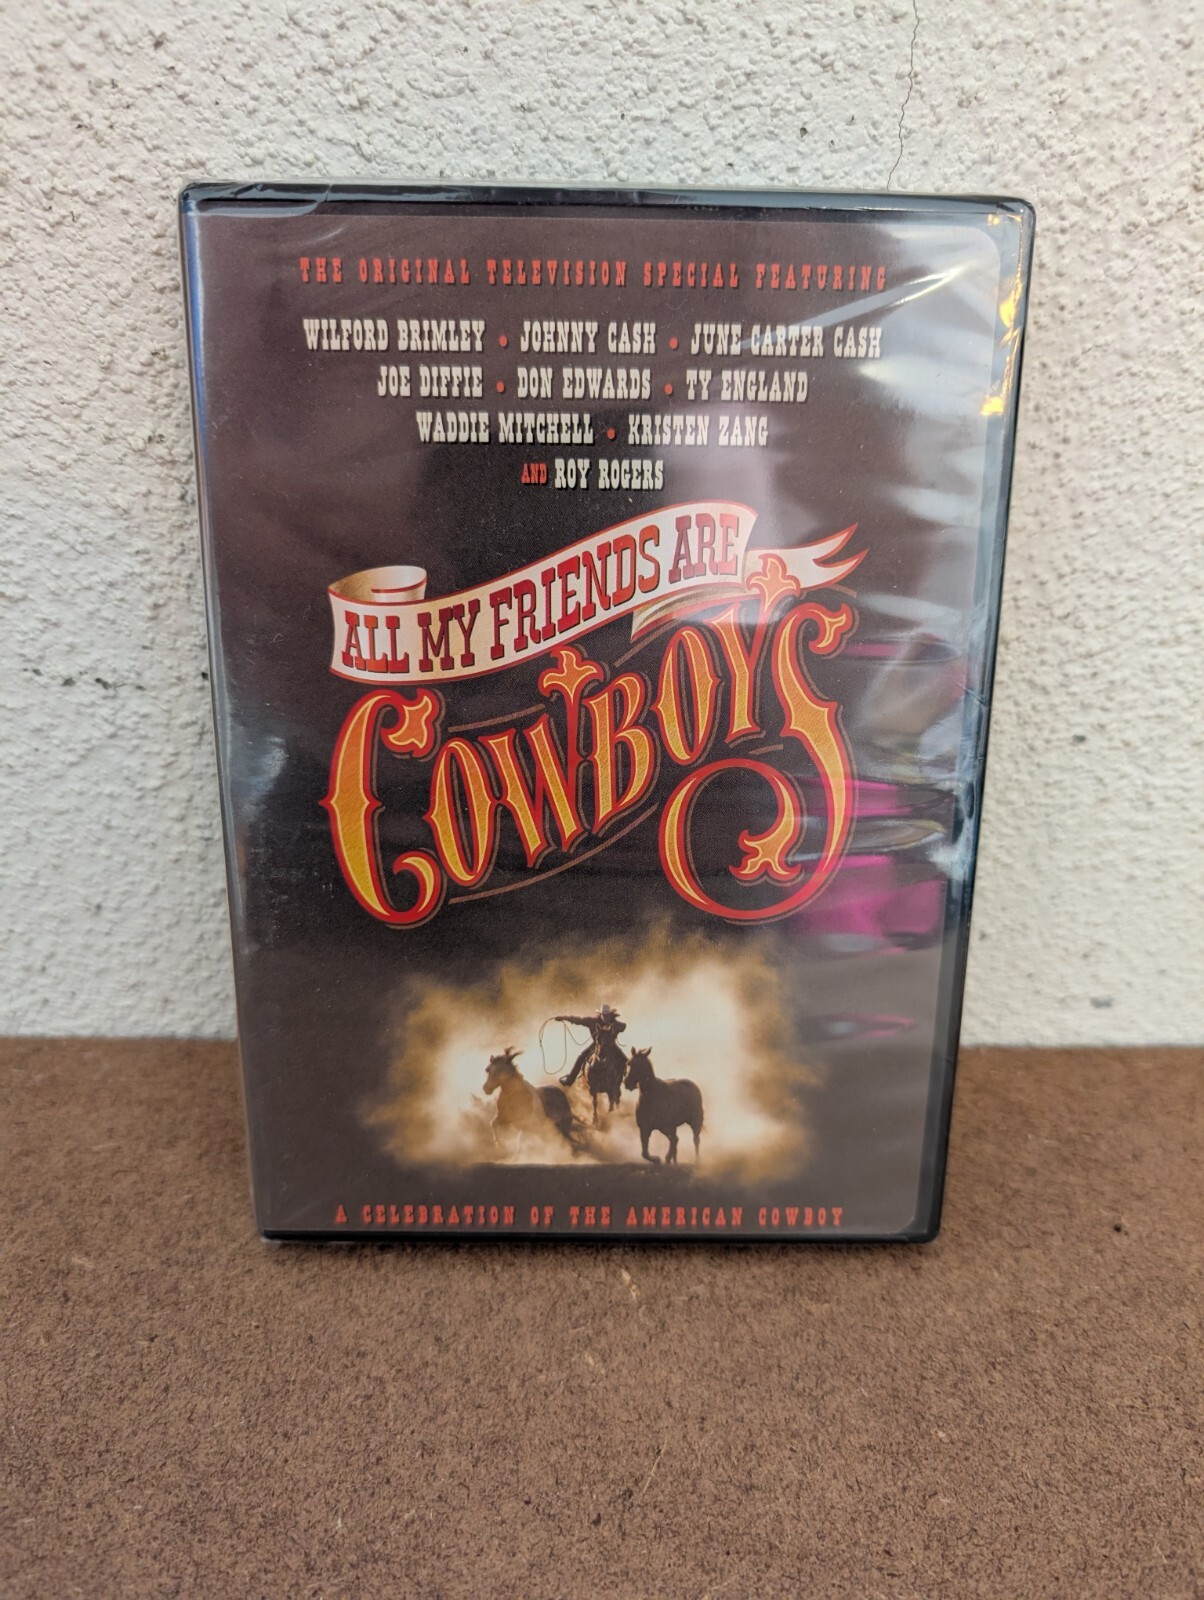 THE ORIGINAL TELEVISION SPECIAL FEATURING
WILFORD BRIMLEY • JOHNNY CASH • JUNE CARTER CASH
JOE DIFFIE • DON EDWARDS • TY ENGLAND
WADDIE MITCHELL • KRISTEN ZANG
AND ROY ROGERS
ALL MY FRIENDS ARE
COWBOYS
A CELEBRATION OF THE AMERICAN COWBOY